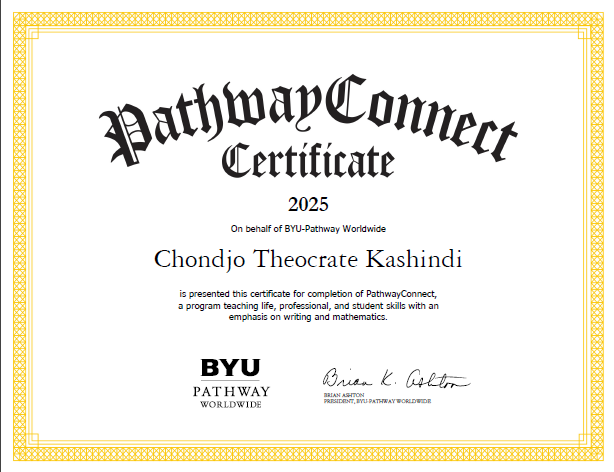 PathwayConnect
Certificate
2025
On behalf of BYU-Pathway Worldwide
Chondjo Theocrate Kashindi
is presented this certificate for completion of PathwayConnect,
a program teaching life, professional, and student skills with an
emphasis on writing and mathematics.
BYU
PATHWAY
WORLDWIDE
Brian K. Ashton
BRIAN ASHTON
PRESIDENT, BYU-PATHWAY WORLDWIDE